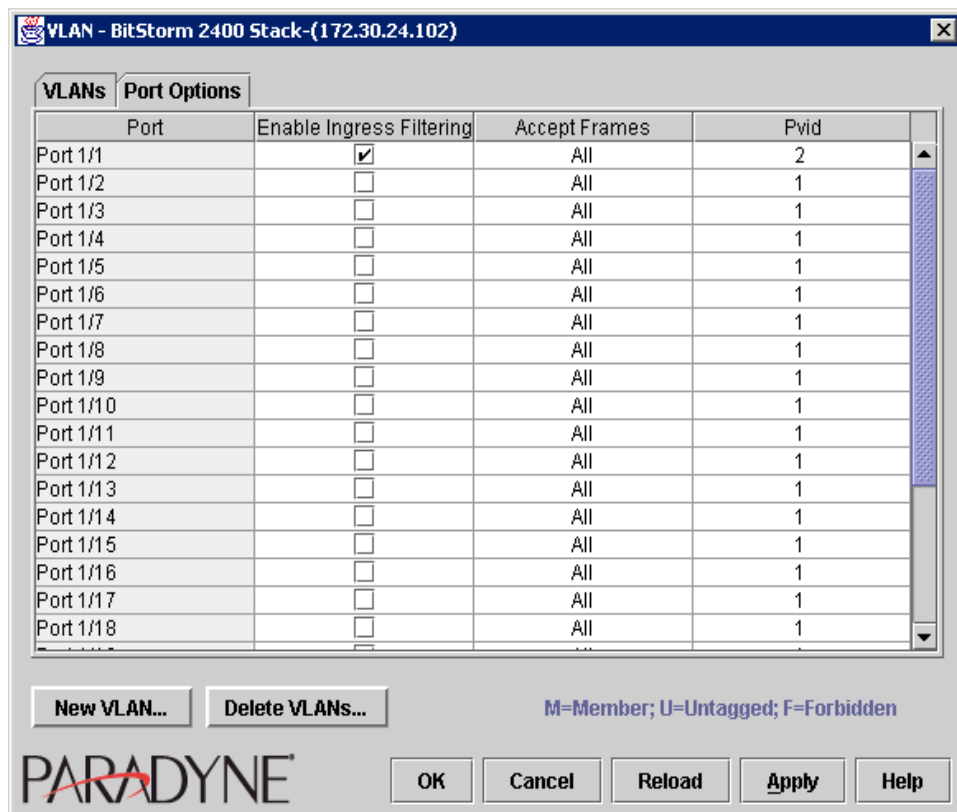 VLAN - BitStorm 2400 Stack-(172.30.24.102)
VLANs Port Options
Port Enable Ingress Filtering Accept Frames Pvid
Port 1/1 All 2
Port 1/2 All 1
Port 1/3 All 1
Port 1/4 All 1
Port 1/5 All 1
Port 1/6 All 1
Port 1/7 All 1
Port 1/8 All 1
Port 1/9 All 1
Port 1/10 All 1
Port 1/11 All 1
Port 1/12 All 1
Port 1/13 All 1
Port 1/14 All 1
Port 1/15 All 1
Port 1/16 All 1
Port 1/17 All 1
Port 1/18 All 1
New VLAN... Delete VLANs... M=Member; U=Untagged; F=Forbidden
PARADYNE OK Cancel Reload Apply Help